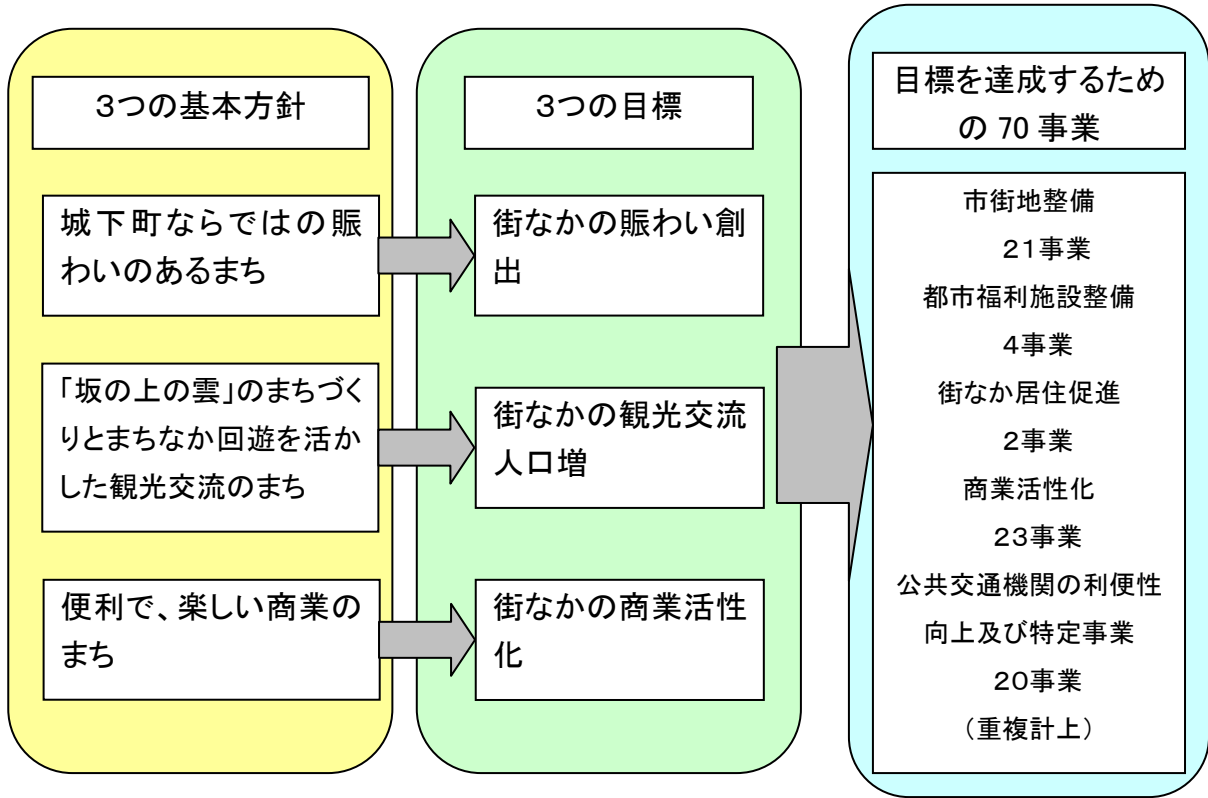 ３つの基本方針
城下町ならではの賑
わいのあるまち
「坂の上の雲」のまちづく
りとまちなか回遊を活か
した観光交流のまち
便利で、楽しい商業の
まち
３つの目標
街なかの賑わい創
出
街なかの観光交流
人口増
街なかの商業活性
化
目標を達成するため
の 70 事業
市街地整備
２１事業
都市福利施設整備
４事業
街なか居住促進
２事業
商業活性化
２３事業
公共交通機関の利便性
向上及び特定事業
２０事業
（重複計上）